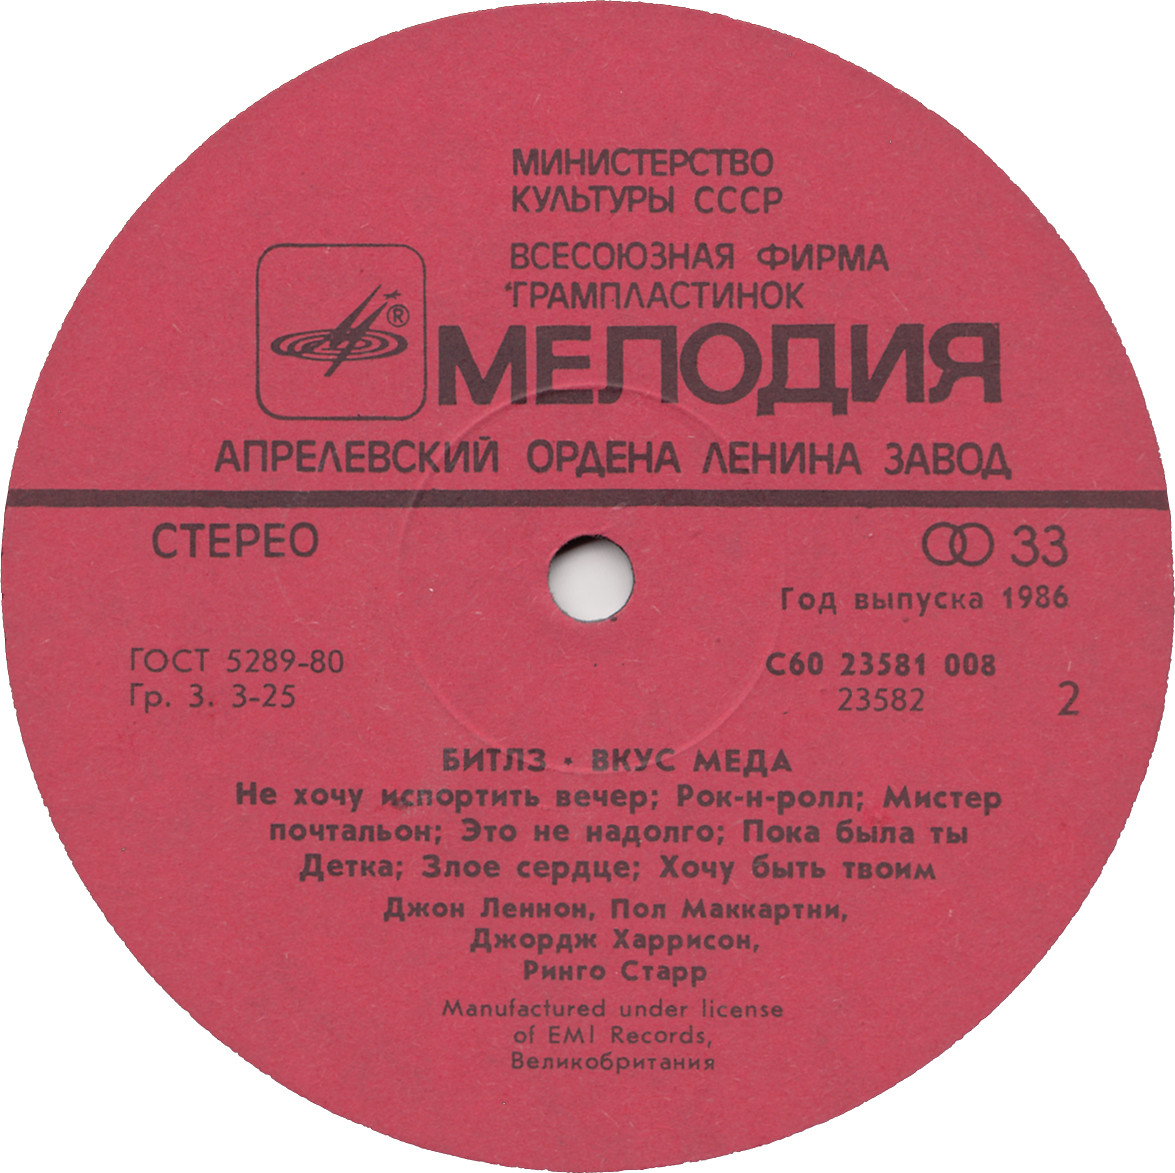 МИНИСТЕРСТВО
КУЛЬТУРЫ СССР
ВСЕСОЮЗНАЯ ФИРМА
ГРАМПЛАСТИНОК
®
МЕЛОДИЯ
АПРЕЛЕВСКИЙ ОРДЕНА ЛЕНИНА ЗАВОД
СТЕРЕО
33
Год выпуска 1986
ГОСТ 5289-80
Гр. 3. 3-25
С60 23581 008
23582
2
БИТЛЗ · ВКУС МЕДА
Не хочу испортить вечер; Рок-н-ролл; Мистер
почтальон; Это не надолго; Пока была ты
Детка; Злое сердце; Хочу быть твоим
Джон Леннон, Пол Маккартни,
Джордж Харрисон,
Ринго Старр
Manufactured under license
of EMI Records,
Великобритания